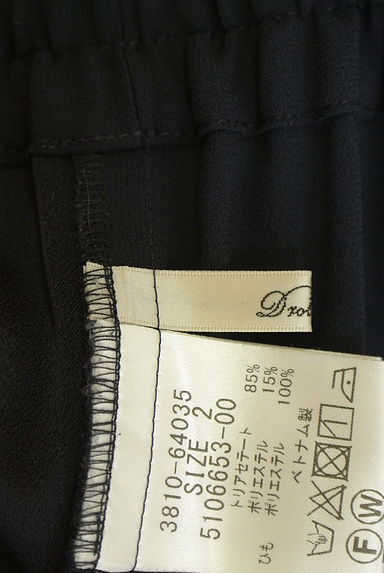 Dro
3810-64035
SIZE 2
5106653-00
トリアセテート 85%
ポリエステル 15%
ひも ポリエステル 100%
ベトナム製
A
F W